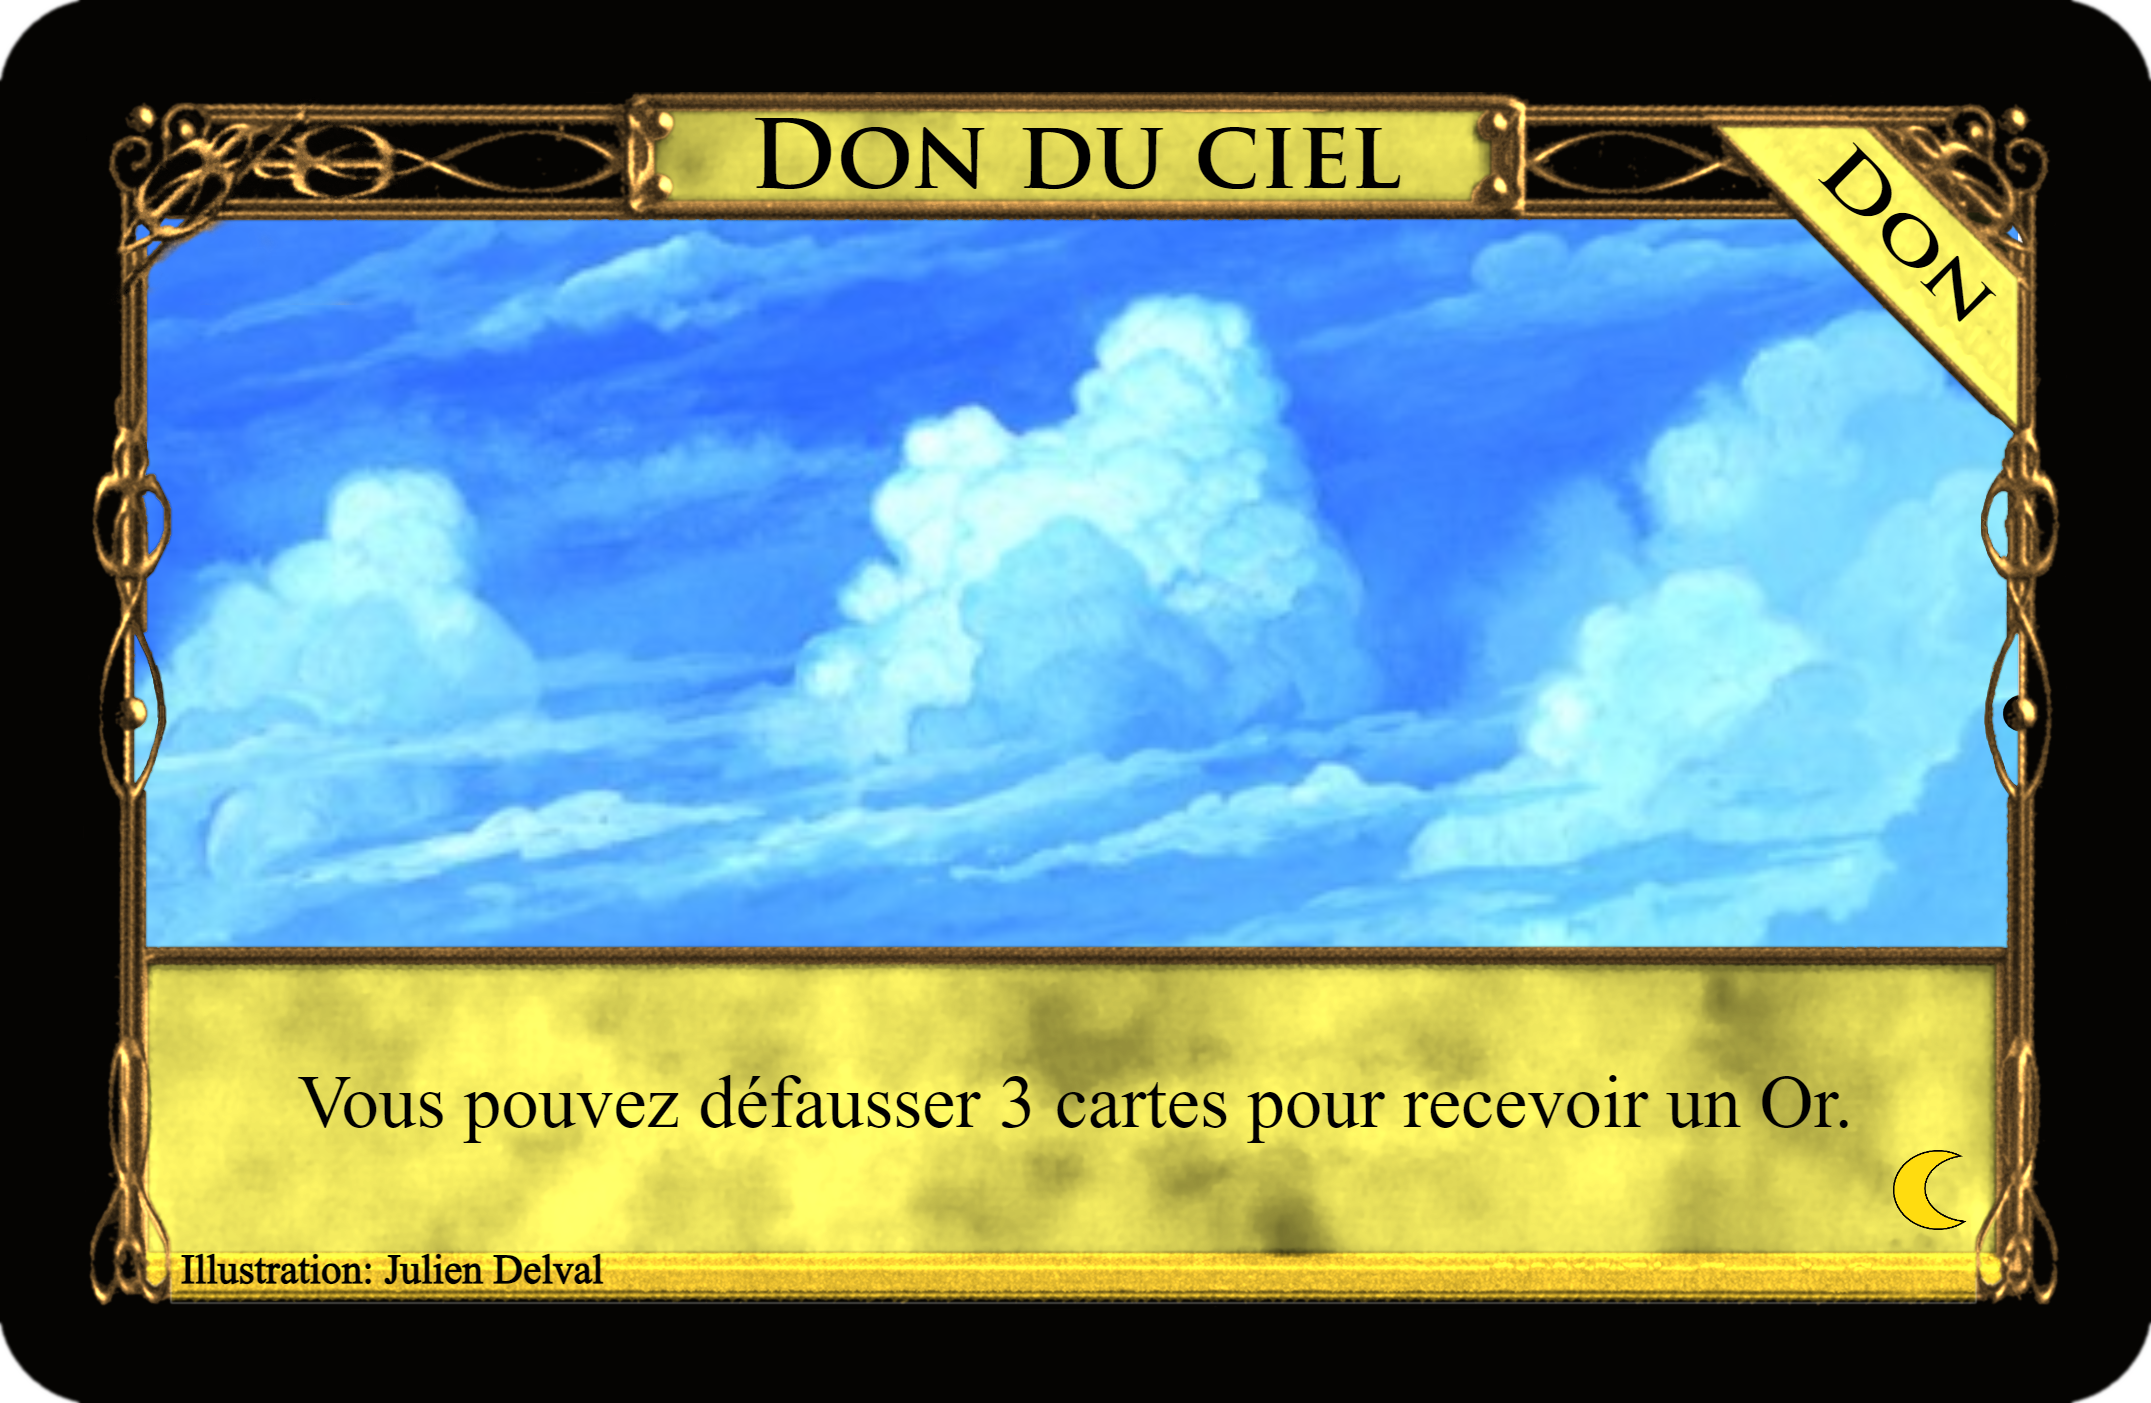 Don du ciel
Don
Vous pouvez défausser 3 cartes pour recevoir un Or.
Illustration: Julien Delval